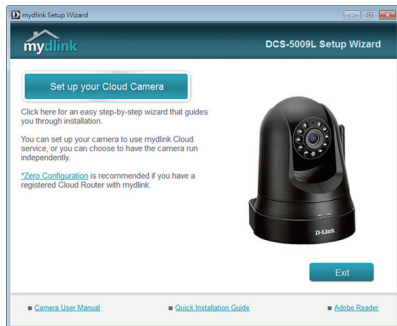 mydlink Setup Wizard
mydlink
DCS-5009L Setup Wizard
Set up your Cloud Camera
Click here for an easy step-by-step wizard that guides
you through installation.
You can set up your camera to use mydlink Cloud
service, or you can choose to have the camera run
independently.
*Zero Configuration is recommended if you have a
registered Cloud Router with mydlink.
D-Link
Exit
Camera User Manual
Quick Installation Guide
Adobe Reader